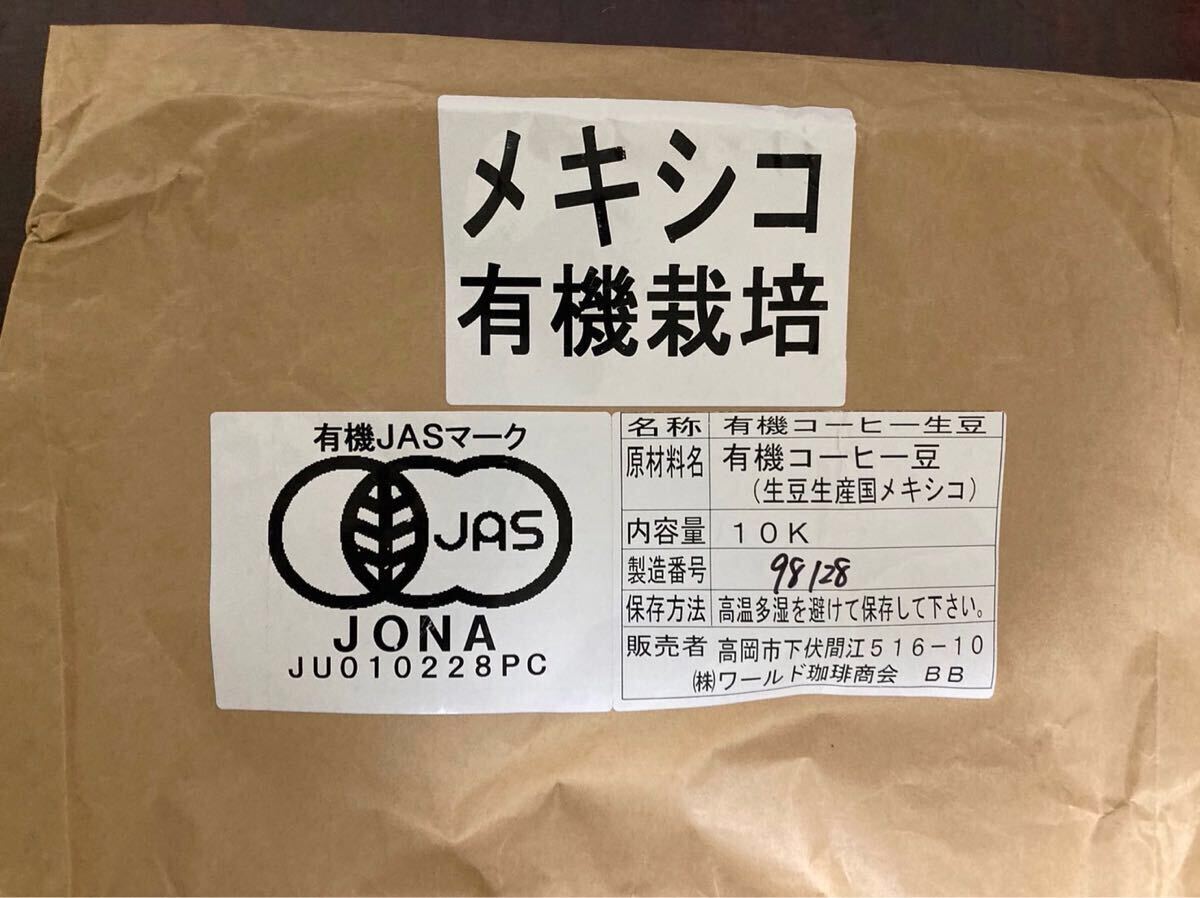 メキシコ
有機栽培
有機JASマーク
JAS
JONA
JU010228PC
名称 有機コーヒー生豆
原材料名 有機コーヒー豆
（生豆生産国メキシコ）
内容量 10K
製造番号 98128
保存方法 高温多湿を避けて保存して下さい。
販売者 高岡市下伏間江516-10
㈱ワールド珈琲商会 BB